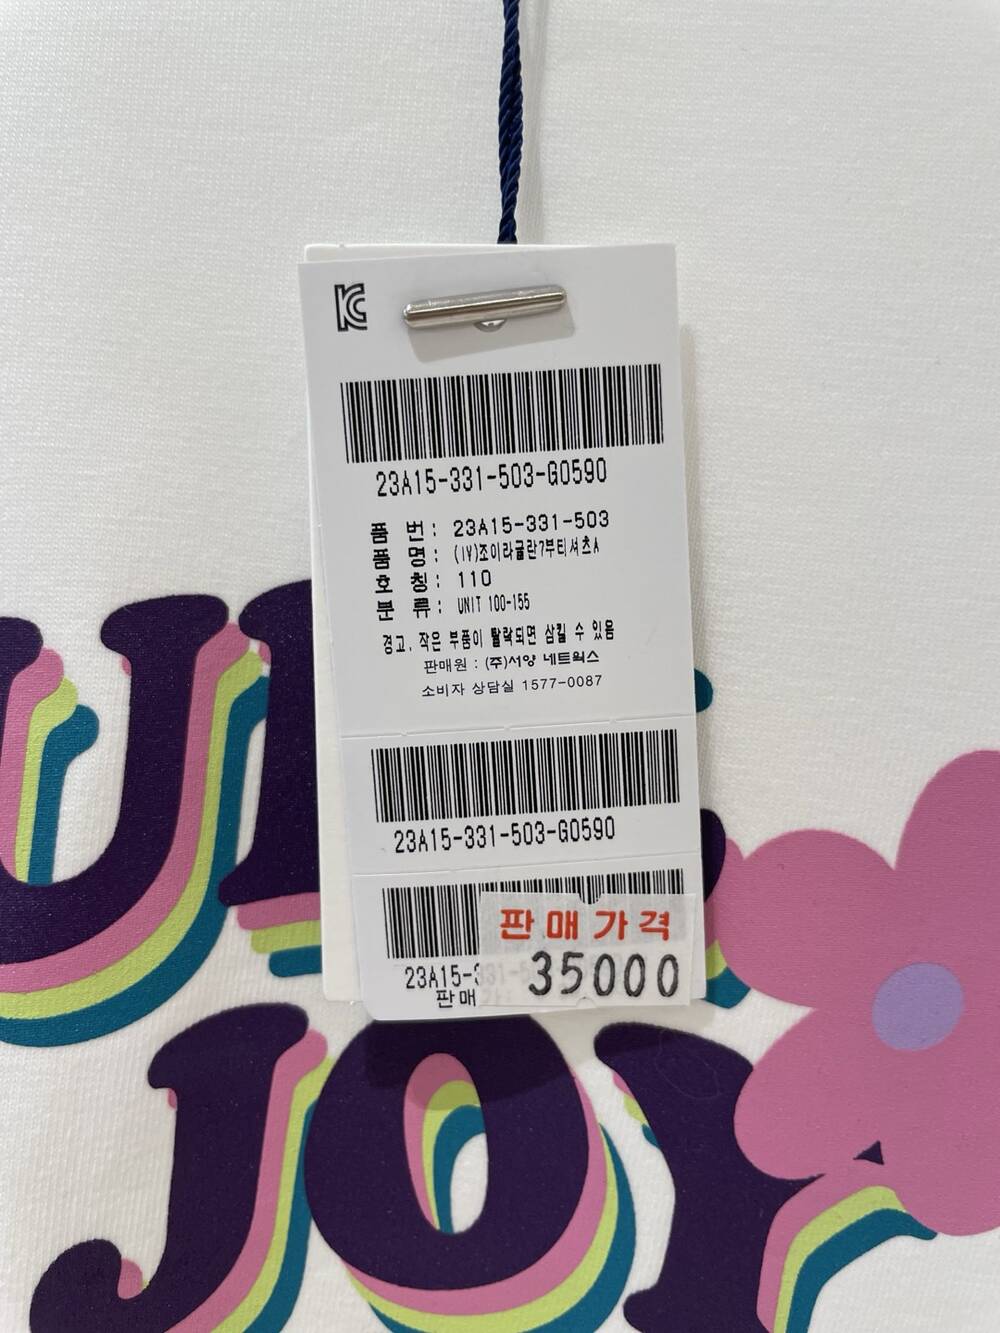 23A15-331-503-G0590
품 번: 23A15-331-503
품 명: (IV)조이라글란7부티셔츠A
호 칭: 110
분 류: UNIT 100-155
경고, 작은 부품이 탈락되면 삼킬 수 있음
판매원 : (주)서양 네트웍스
소비자 상담실 1577-0087
23A15-331-503-G0590
판매가격
23A15-331-5
35000
판매
JOY